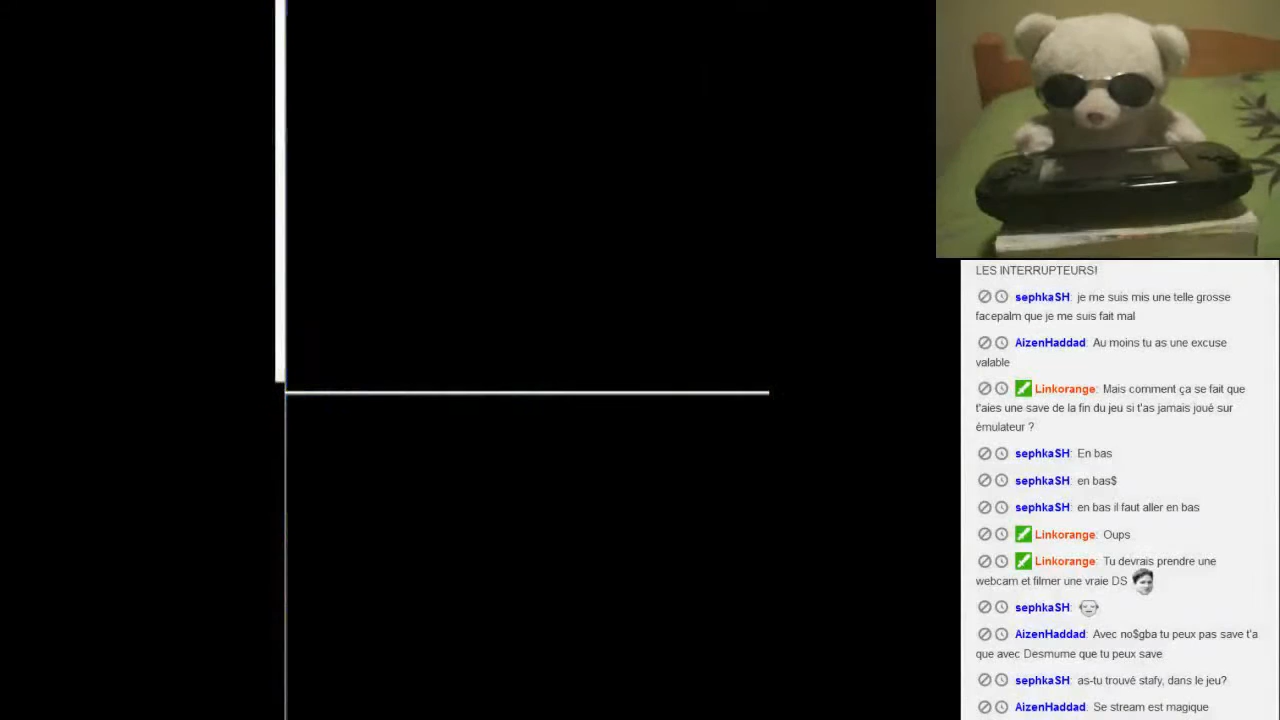 LES INTERRUPTEURS!
sephkaSH: je me suis mis une telle grosse
facepalm que je me suis fait mal
AizenHaddad: Au moins tu as une excuse
valable
Linkorange: Mais comment ça se fait que
t'aies une save de la fin du jeu si t'as jamais joué sur
émulateur ?
sephkaSH: En bas
sephkaSH: en bas$
sephkaSH: en bas il faut aller en bas
Linkorange: Oups
Linkorange: Tu devrais prendre une
webcam et filmer une vraie DS
sephkaSH:
AizenHaddad: Avec no$gba tu peux pas save t'a
que avec Desmume que tu peux save
sephkaSH: as-tu trouvé stafy, dans le jeu?
AizenHaddad: Se stream est magique